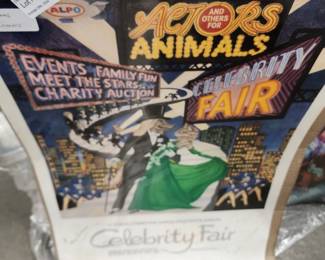 ALPO
ACTORS
AND OTHERS FOR
ANIMALS
EVENTS FAMILY FUN
MEET THE STARS
CHARITY AUCTION
CELEBRITY
FAIR
Celebrity Fair